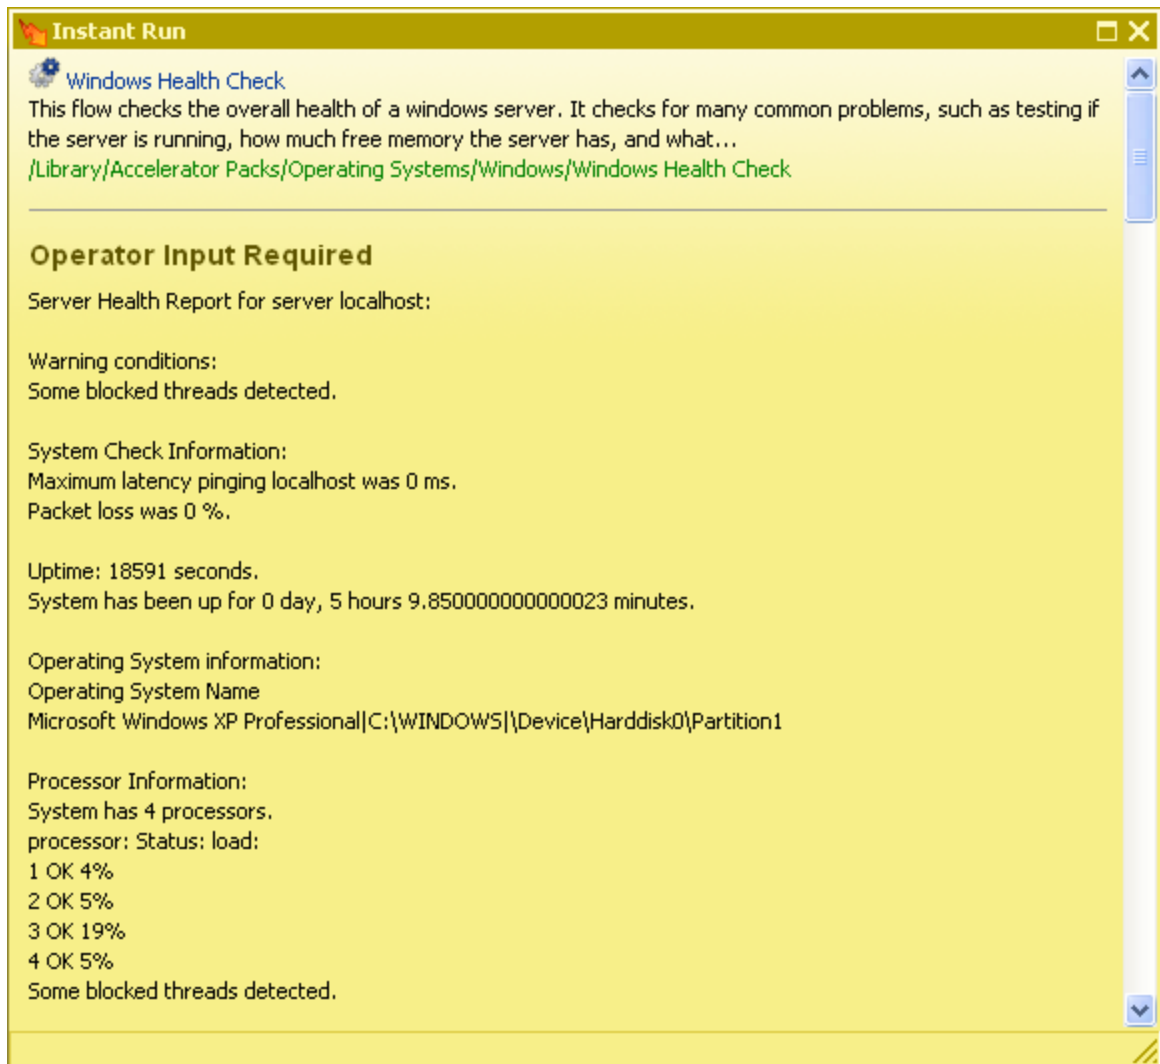 Instant Run
Windows Health Check
This flow checks the overall health of a windows server. It checks for many common problems, such as testing if
the server is running, how much free memory the server has, and what...
/Library/Accelerator Packs/Operating Systems/Windows/Windows Health Check
Operator Input Required
Server Health Report for server localhost:
Warning conditions:
Some blocked threads detected.
System Check Information:
Maximum latency pinging localhost was 0 ms.
Packet loss was 0 %.
Uptime: 18591 seconds.
System has been up for 0 day, 5 hours 9.850000000000023 minutes.
Operating System information:
Operating System Name
Microsoft Windows XP Professional|C:\WINDOWS|\Device\Harddisk0\Partition1
Processor Information:
System has 4 processors.
processor: Status: load:
1 OK 4%
2 OK 5%
3 OK 19%
4 OK 5%
Some blocked threads detected.